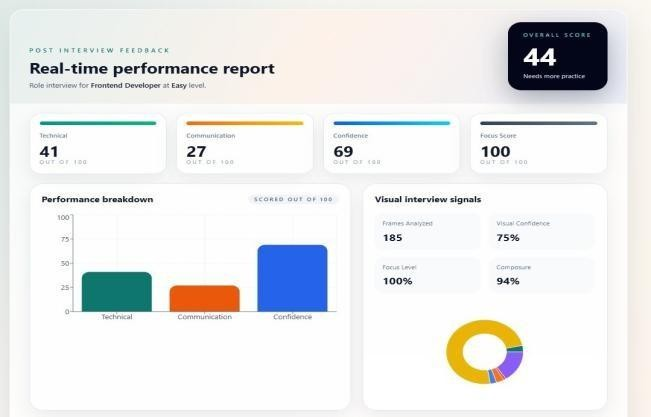 POST INTERVIEW FEEDBACK
Real-time performance report
Role interview for Frontend Developer at Easy level.
OVERALL SCORE
44
Needs more practice
Technical
41
OUT OF 100
Communication
27
OUT OF 100
Confidence
69
OUT OF 100
Focus Score
100
OUT OF 100
Performance breakdown
SCORED OUT OF 100
100
75
50
25
0
Technical
Communication
Confidence
Visual interview signals
Frames Analyzed
185
Visual Confidence
75%
Focus Level
100%
Composure
94%